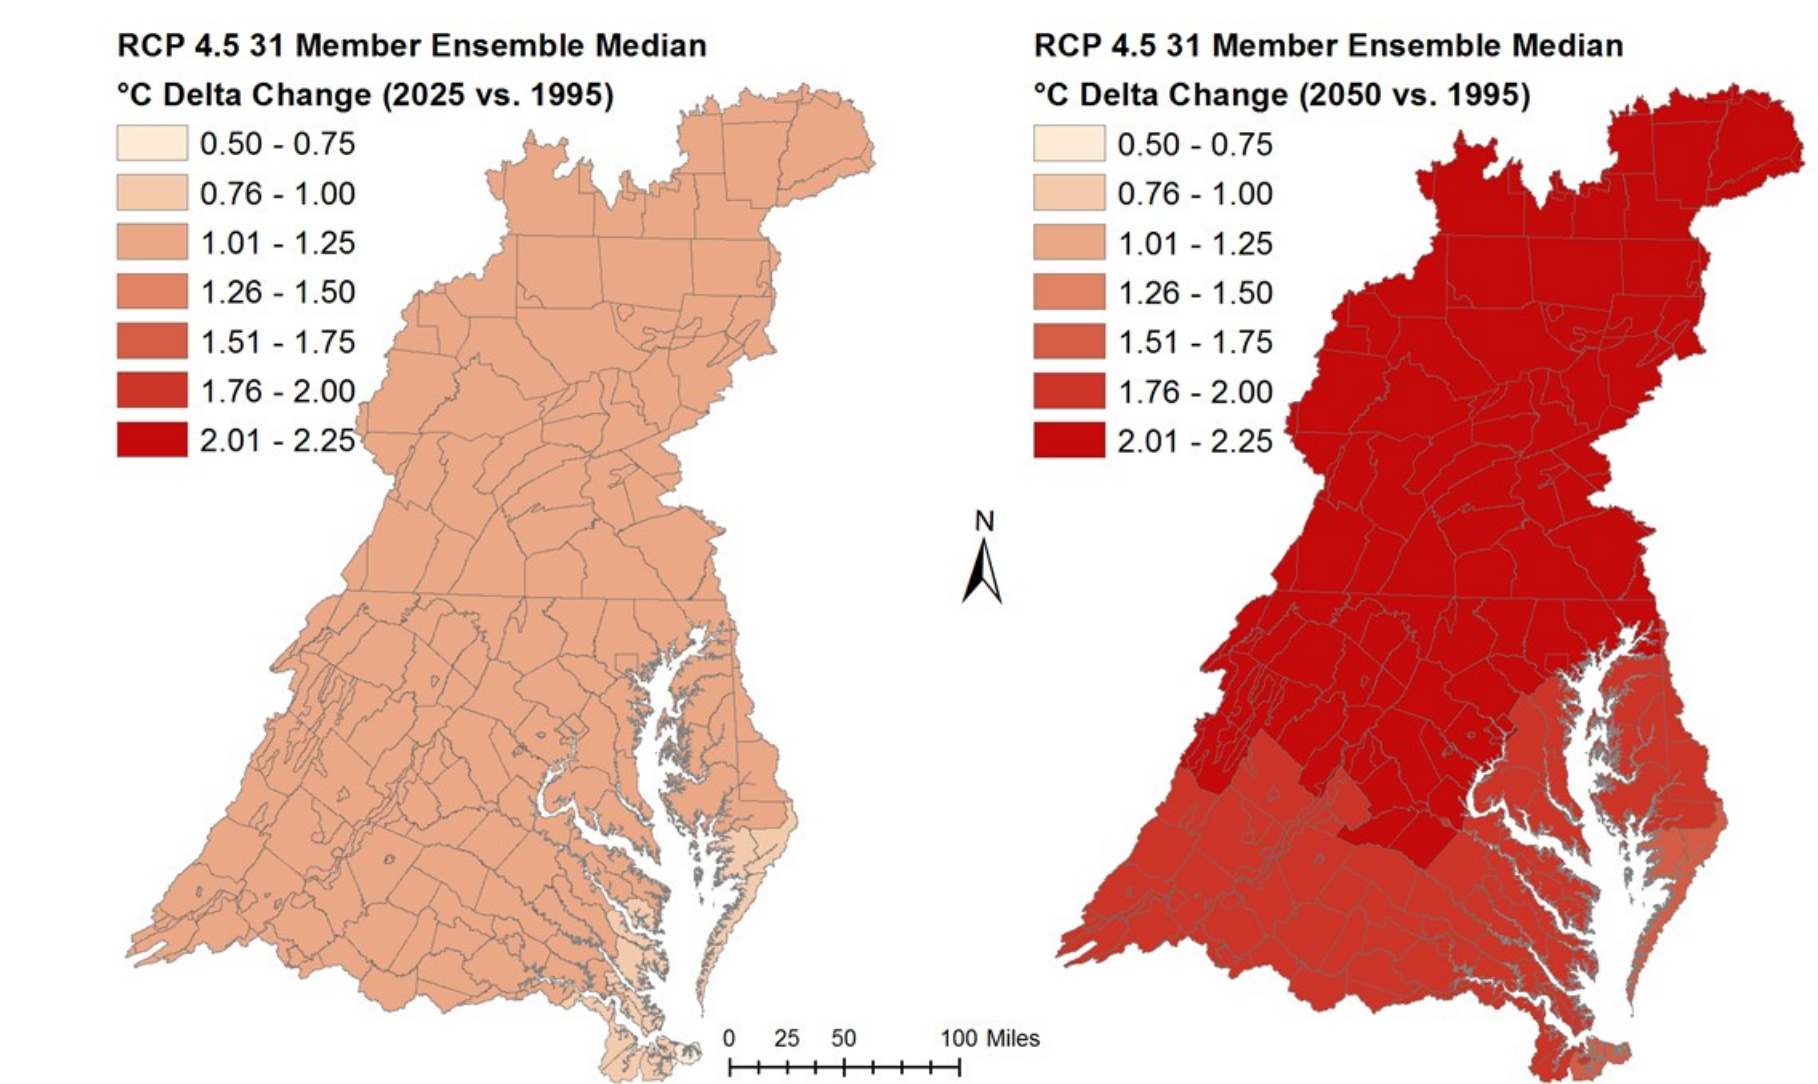 RCP 4.5 31 Member Ensemble Median
°C Delta Change (2025 vs. 1995)
0.50 - 0.75
0.76 - 1.00
1.01 - 1.25
1.26 - 1.50
1.51 - 1.75
1.76 - 2.00
2.01 - 2.25
RCP 4.5 31 Member Ensemble Median
°C Delta Change (2050 vs. 1995)
0.50 - 0.75
0.76 - 1.00
1.01 - 1.25
1.26 - 1.50
1.51 - 1.75
1.76 - 2.00
2.01 - 2.25
N
0 25 50 100 Miles